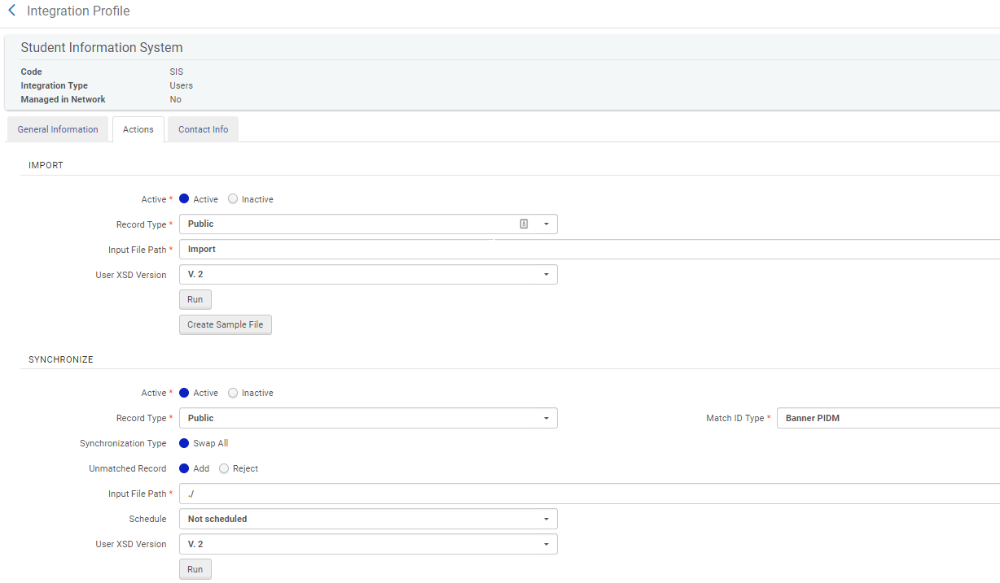 Integration Profile
Student Information System
Code SIS
Integration Type Users
Managed in Network No
General Information Actions Contact Info
IMPORT
Active * Active Inactive
Record Type * Public
Input File Path * Import
User XSD Version V. 2
Run
Create Sample File
SYNCHRONIZE
Active * Active Inactive
Record Type * Public Match ID Type * Banner PIDM
Synchronization Type Swap All
Unmatched Record Add Reject
Input File Path * ./
Schedule Not scheduled
User XSD Version V. 2
Run